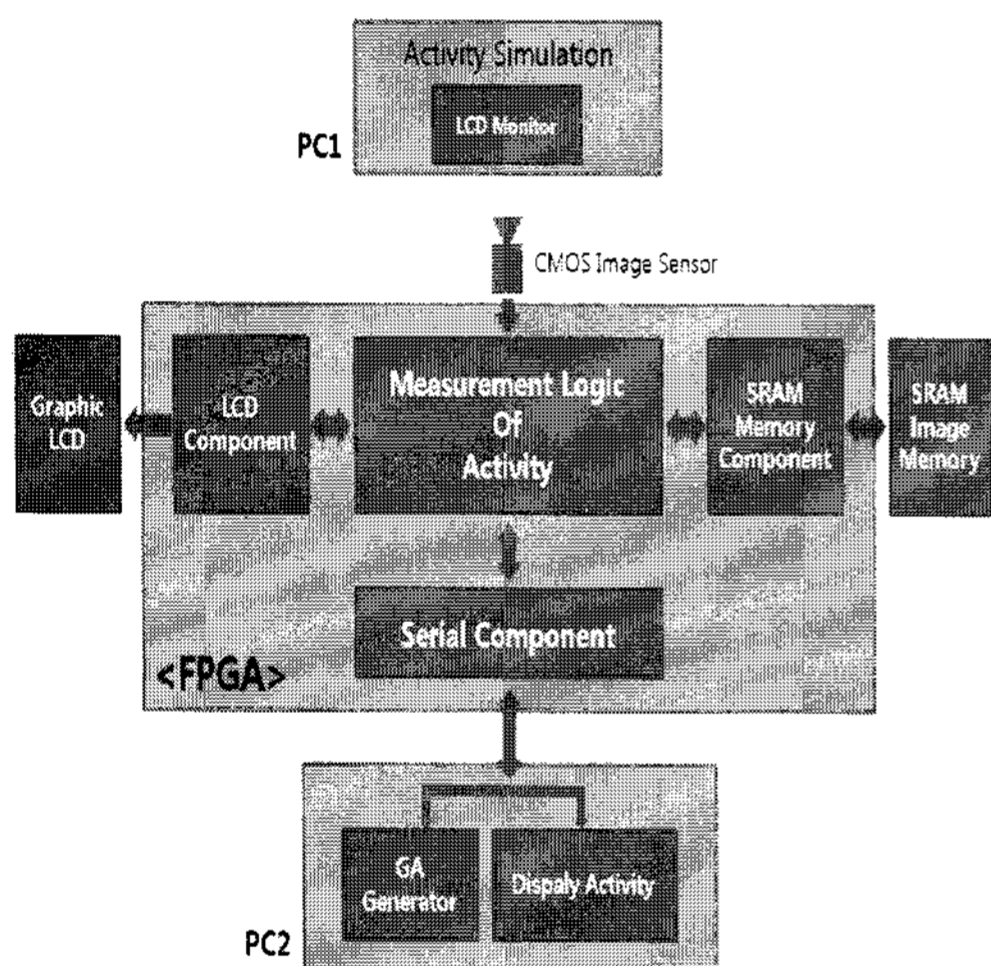 Activity Simulation
LCD Monitor
PC1
CMOS Image Sensor
Graphic
LCD
LCD
Component
Measurement Logic
Of
Activity
SRAM
Memory
Component
SRAM
Image
Memory
Serial Component
<FPGA>
GA
Generator
Dispaly Activity
PC2